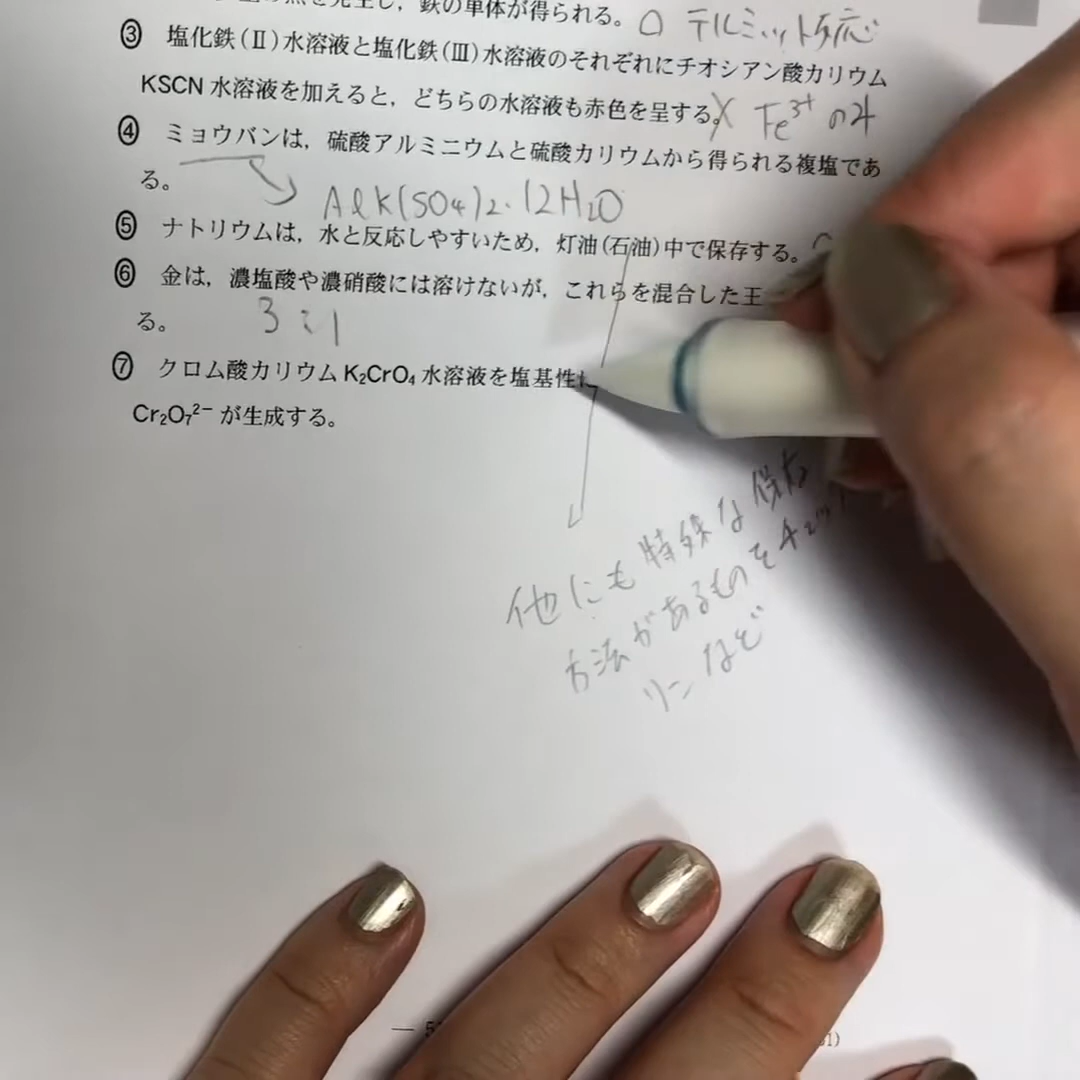 の熱を発生し，鉄の単体が得られる。○ テルミット反応
③ 塩化鉄(Ⅱ)水溶液と塩化鉄(Ⅲ)水溶液のそれぞれにチオシアン酸カリウム
KSCN 水溶液を加えると，どちらの水溶液も赤色を呈する。× Fe³⁺ のみ
④ ミョウバンは，硫酸アルミニウムと硫酸カリウムから得られる複塩であ
る。
AlK(SO₄)₂・12H₂O
⑤ ナトリウムは，水と反応しやすいため，灯油(石油)中で保存する。
⑥ 金は，濃塩酸や濃硝酸には溶けないが，これらを混合した王
る。 3:1
⑦ クロム酸カリウム K₂CrO₄ 水溶液を塩基性に
Cr₂O₇²⁻ が生成する。
他にも特殊な保存
方法があるものをチェック
リンなど